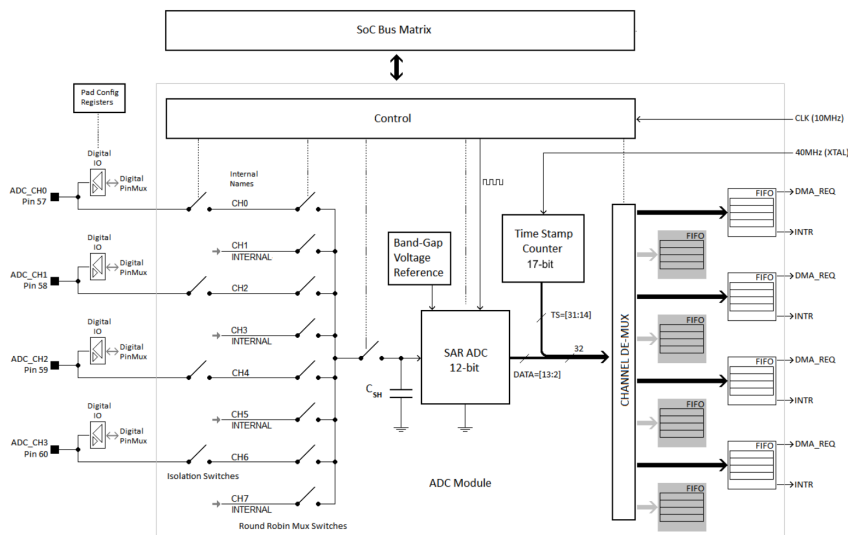 SoC Bus Matrix
Pad Config
Registers
Control
CLK (10MHz)
40MHz (XTAL)
Digital
IO
Digital
PinMux
ADC_CH0
Pin 57
Internal
Names
CH0
CH1
INTERNAL
Digital
IO
Digital
PinMux
ADC_CH1
Pin 58
CH2
CH3
INTERNAL
Digital
IO
Digital
PinMux
ADC_CH2
Pin 59
CH4
CH5
INTERNAL
Digital
IO
Digital
PinMux
ADC_CH3
Pin 60
CH6
Isolation Switches
CH7
INTERNAL
Round Robin Mux Switches
Band-Gap
Voltage
Reference
Time Stamp
Counter
17-bit
TS=[31:14]
SAR ADC
12-bit
32
DATA=[13:2]
CSH
ADC Module
CHANNEL DE-MUX
FIFO
DMA_REQ
INTR
FIFO
FIFO
DMA_REQ
INTR
FIFO
FIFO
DMA_REQ
INTR
FIFO
FIFO
DMA_REQ
INTR
FIFO